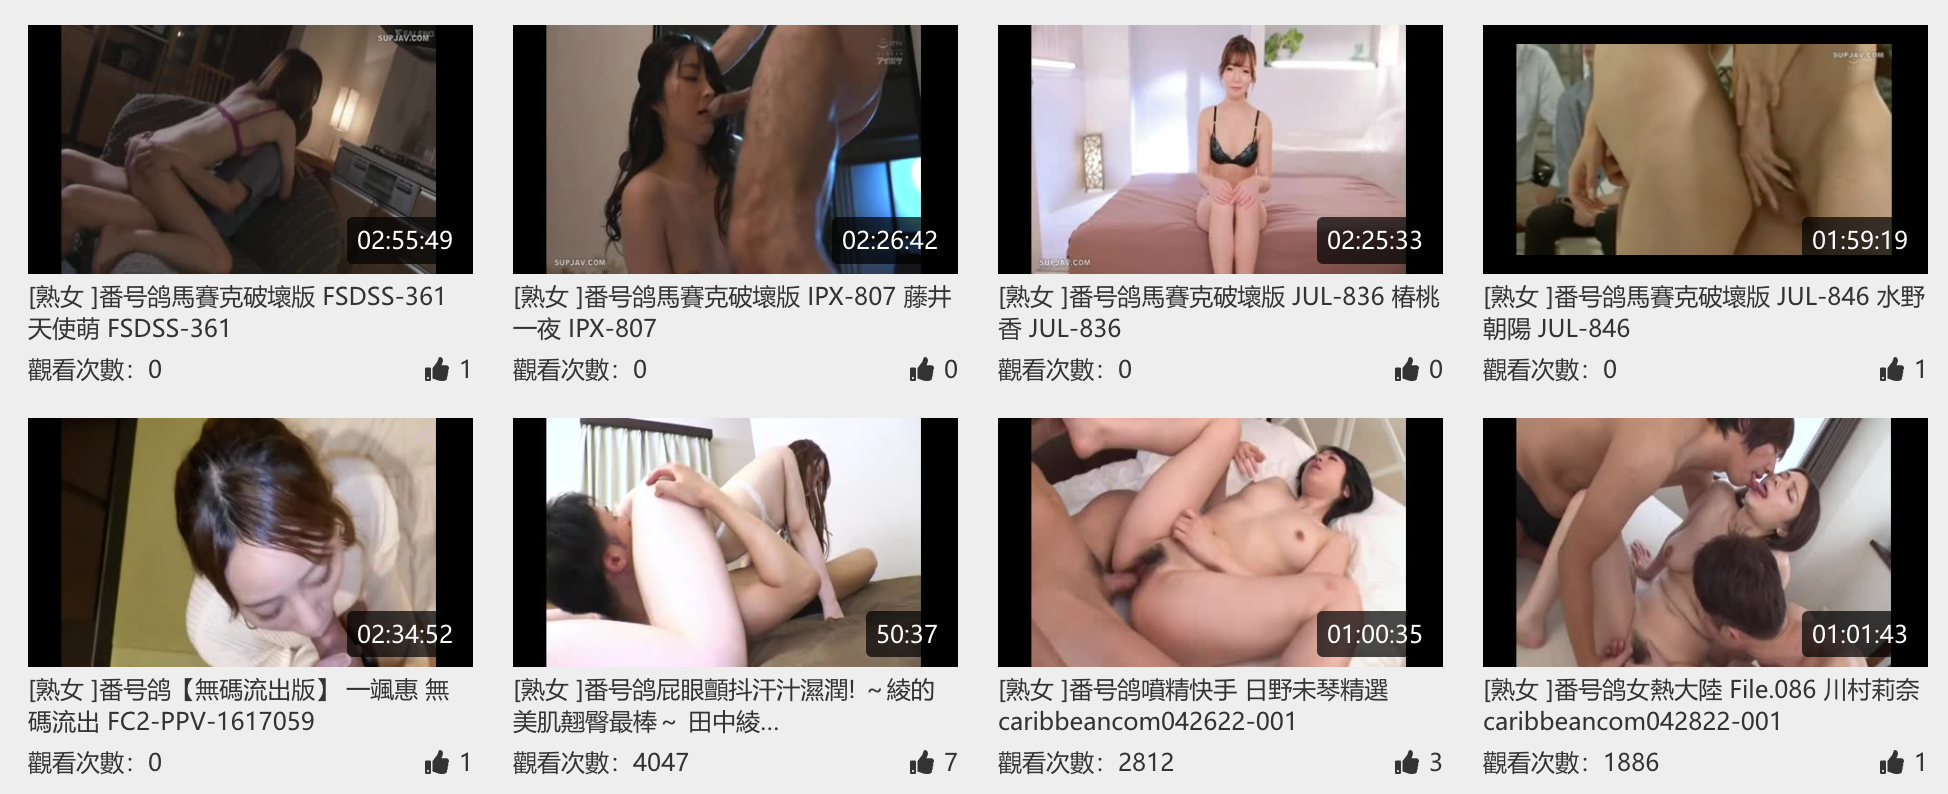 SUPJAV.COM
02:55:49
[熟女 ]番号鸽馬賽克破壞版 FSDSS-361
天使萌 FSDSS-361
觀看次數：0
1
SUPJAV.COM
02:26:42
[熟女 ]番号鸽馬賽克破壞版 IPX-807 藤井
一夜 IPX-807
觀看次數：0
0
SUPJAV.COM
02:25:33
[熟女 ]番号鸽馬賽克破壞版 JUL-836 椿桃
香 JUL-836
觀看次數：0
0
SUPJAV.COM
01:59:19
[熟女 ]番号鸽馬賽克破壞版 JUL-846 水野
朝陽 JUL-846
觀看次數：0
1
02:34:52
[熟女 ]番号鸽【無碼流出版】 一颯惠 無
碼流出 FC2-PPV-1617059
觀看次數：0
1
50:37
[熟女 ]番号鸽屁眼顫抖汗汁濕潤! ～綾的
美肌翹臀最棒～ 田中綾...
觀看次數：4047
7
01:00:35
[熟女 ]番号鸽噴精快手 日野未琴精選
caribbeancom042622-001
觀看次數：2812
3
01:01:43
[熟女 ]番号鸽女熱大陸 File.086 川村莉奈
caribbeancom042822-001
觀看次數：1886
1